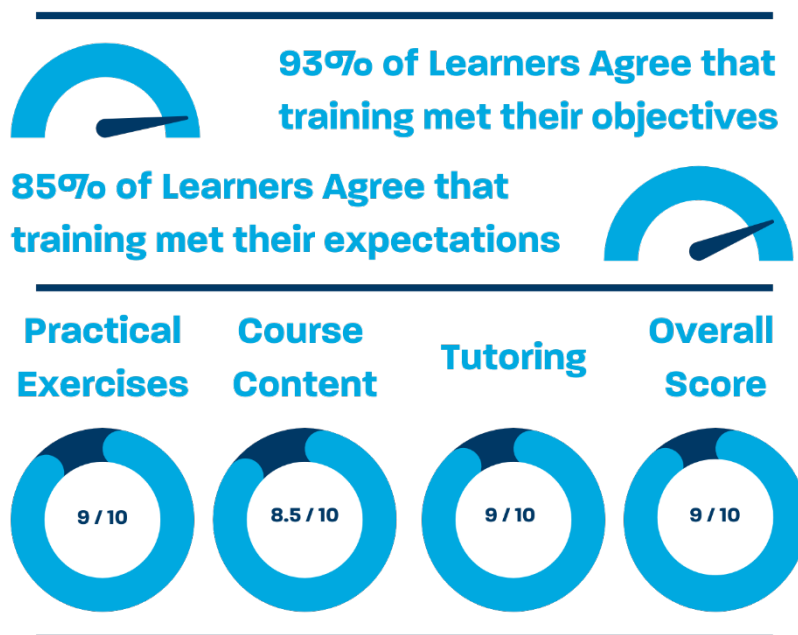 93% of Learners Agree that
training met their objectives
85% of Learners Agree that
training met their expectations
Practical
Exercises
Course
Content
Tutoring
Overall
Score
9 / 10
8.5 / 10
9 / 10
9 / 10